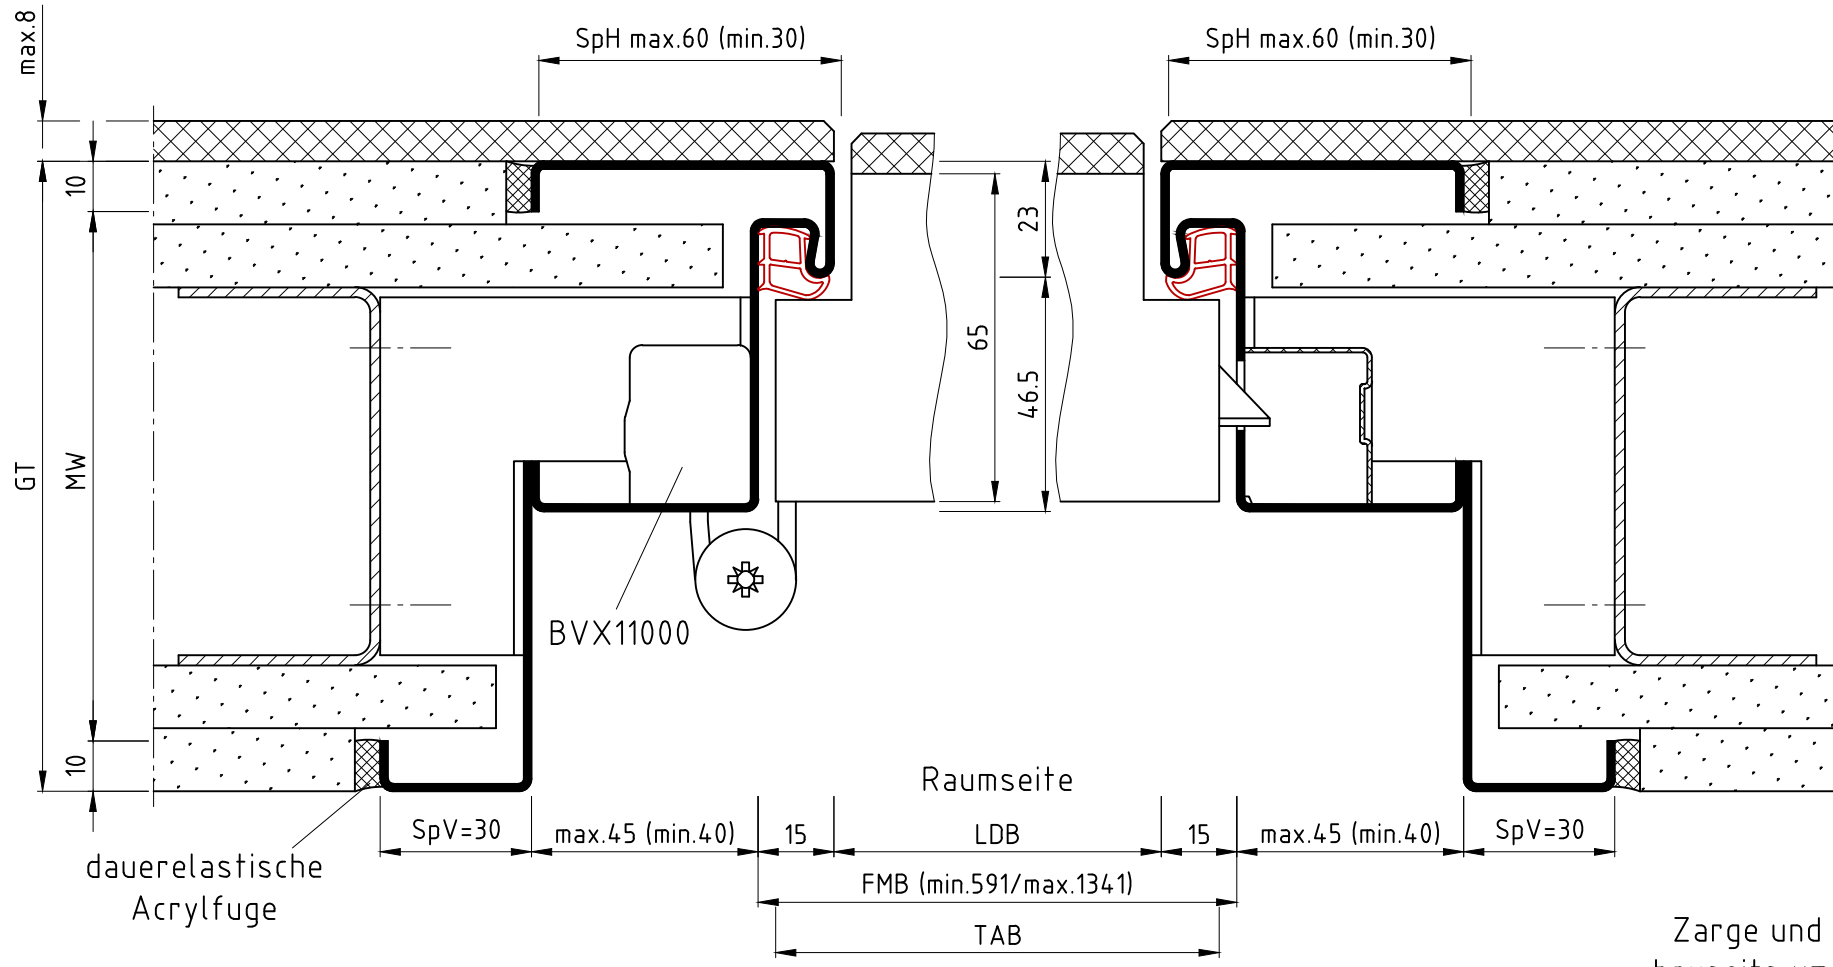 max.8
SpH max.60 (min.30)
SpH max.60 (min.30)
10
23
65
46.5
GT
MW
BVX11000
10
Raumseite
SpV=30
max.45 (min.40)
15
LDB
15
max.45 (min.40)
SpV=30
dauerelastische
Acrylfuge
FMB (min.591/max.1341)
TAB
Zarge und